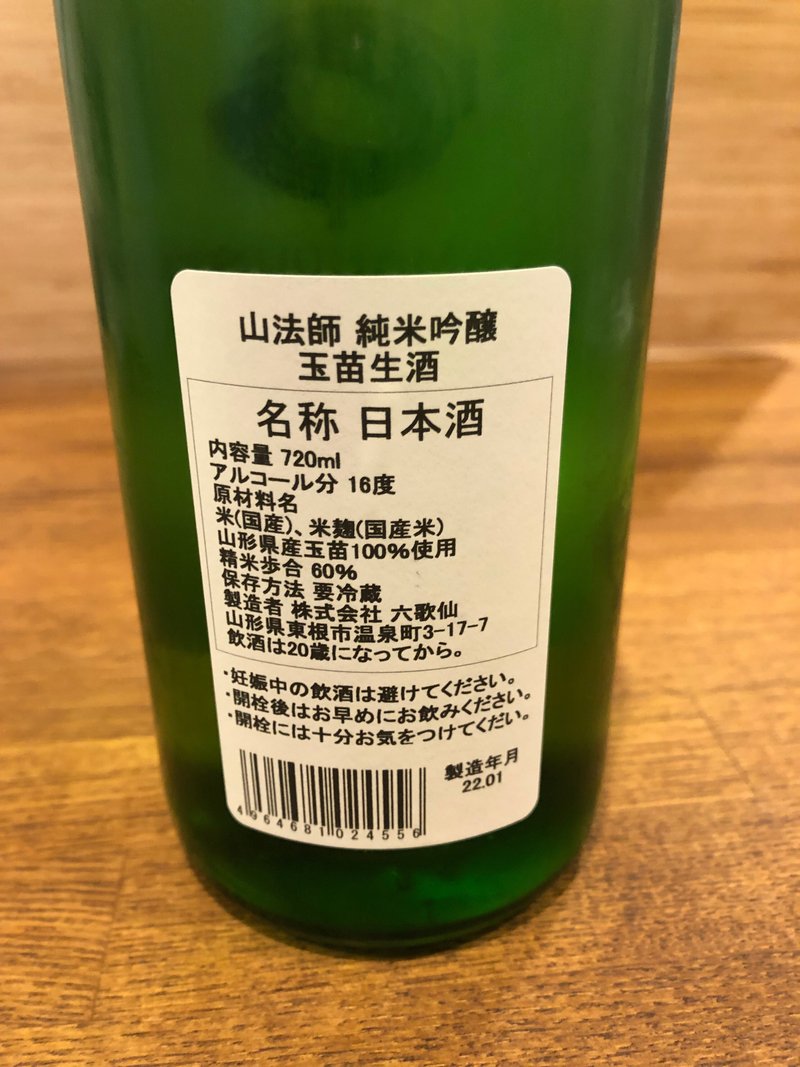 山法師 純米吟醸
玉苗生酒
名称 日本酒
内容量 720ml
アルコール分 16度
原材料名
米(国産)、米麹(国産米)
山形県産玉苗100%使用
精米歩合 60%
保存方法 要冷蔵
製造者 株式会社 六歌仙
山形県東根市温泉町3-17-7
飲酒は20歳になってから。
・妊娠中の飲酒は避けてください。
・開栓後はお早めにお飲みください。
・開栓には十分お気をつけてくだい。
製造年月
22.01
4964681024556